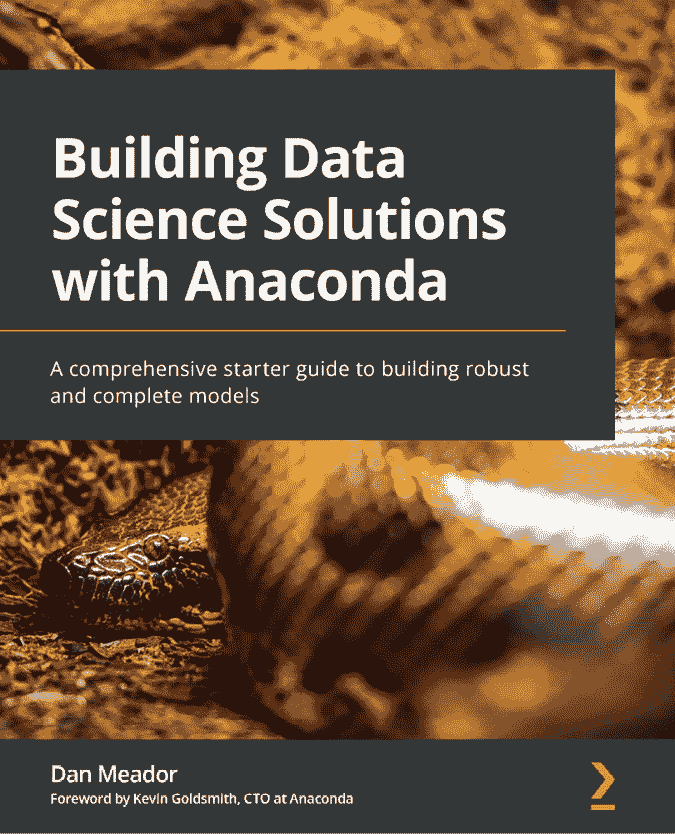 Building Data
Science Solutions
with Anaconda
A comprehensive starter guide to building robust
and complete models
Dan Meador
Foreword by Kevin Goldsmith, CTO at Anaconda